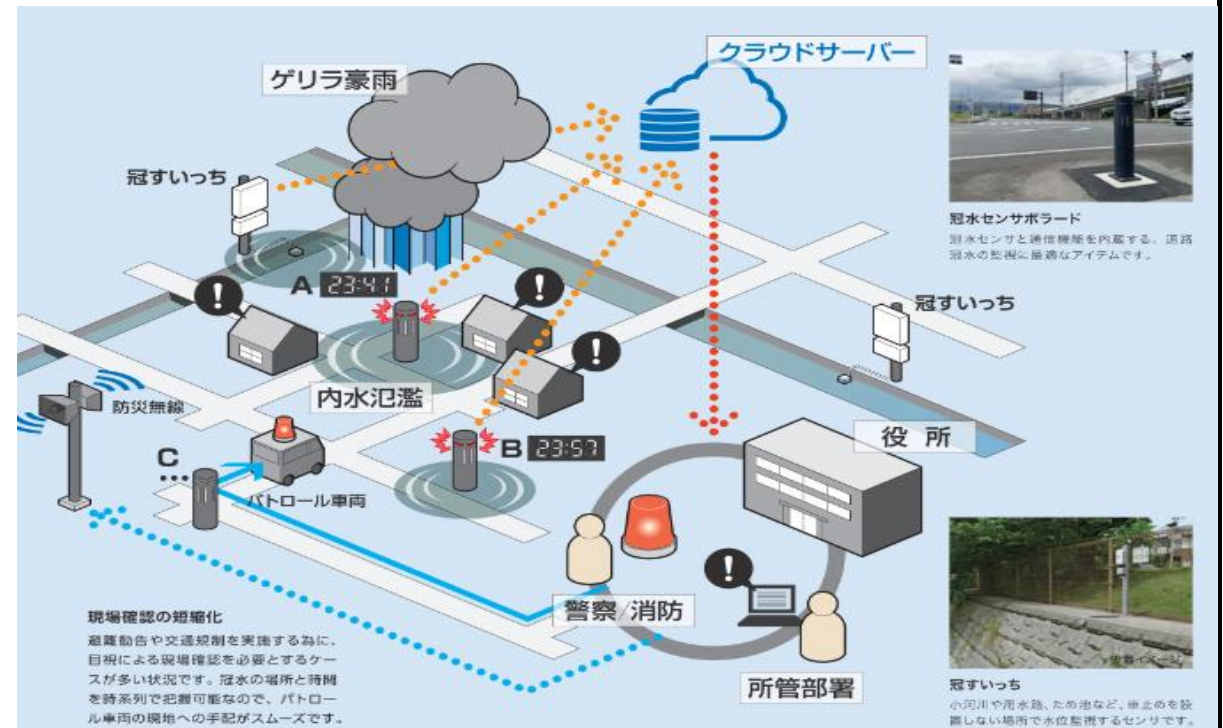 クラウドサーバー
ゲリラ豪雨
冠すいっち
冠水センサボラード
冠水センサと通信機能を内蔵する、道路
冠水の監視に最適なアイテムです。
A 23:41
冠すいっち
内水氾濫
防災無線
役所
B 23:57
C
パトロール車両
警察/消防
所管部署
現場確認の短縮化
避難勧告や交通規制を実施する為に、
目視による現場確認を必要とするケー
スが多い状況です。冠水の場所と時間
を時系列で把握可能なので、パトロー
ル車両の現地への手配がスムーズです。
冠すいっち
小河川や用水路、ため池など、車止めを設
置しない場所で水位監視するセンサです。